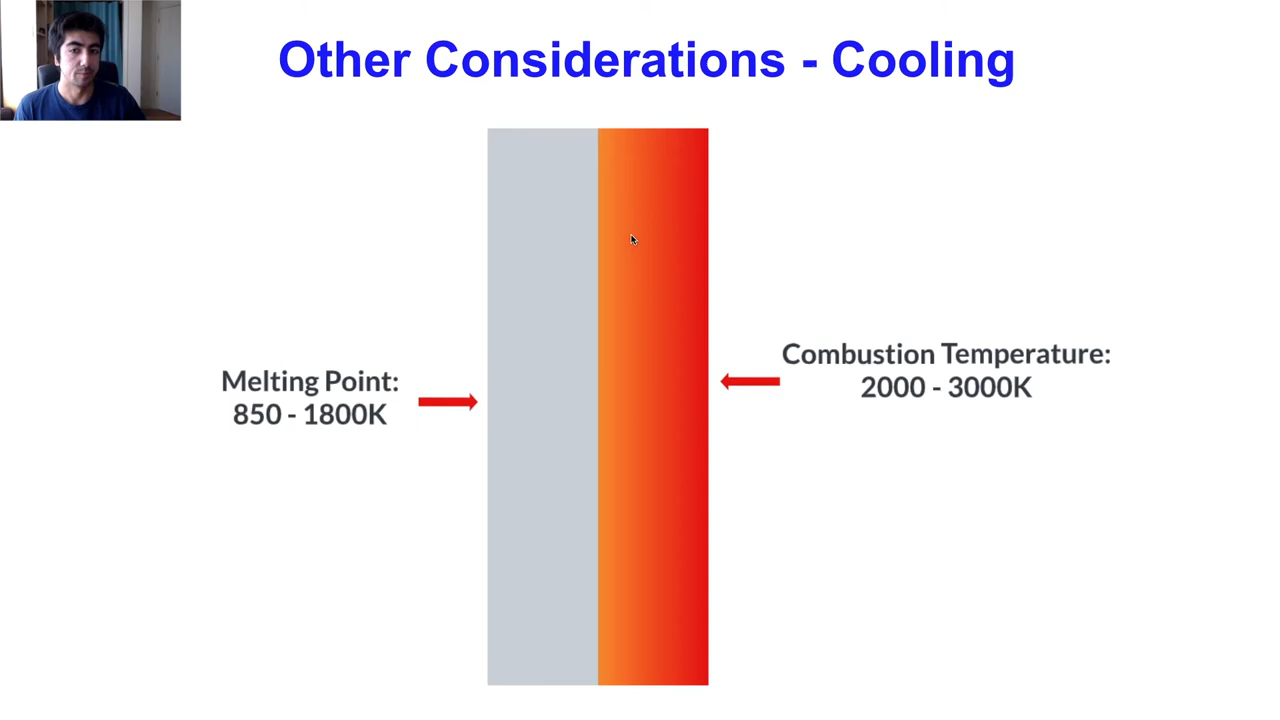 Other Considerations - Cooling
Melting Point:
850 - 1800K
Combustion Temperature:
2000 - 3000K